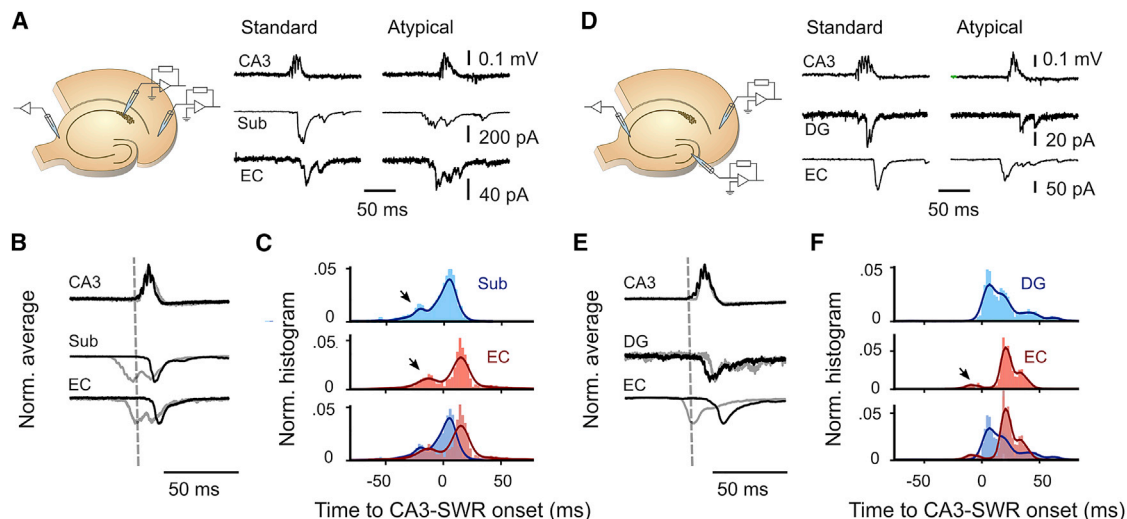 A
Standard
Atypical
CA3
0.1 mV
Sub
200 pA
EC
40 pA
50 ms
B
Norm. average
CA3
Sub
EC
50 ms
C
Norm. histogram
.05
Sub
0
.05
EC
0
.05
0
-50
0
50
Time to CA3-SWR onset (ms)
D
Standard
Atypical
CA3
0.1 mV
DG
20 pA
EC
50 pA
50 ms
E
Norm. average
CA3
DG
EC
50 ms
F
Norm. histogram
.05
DG
0
.05
EC
0
.05
0
-50
0
50
Time to CA3-SWR onset (ms)